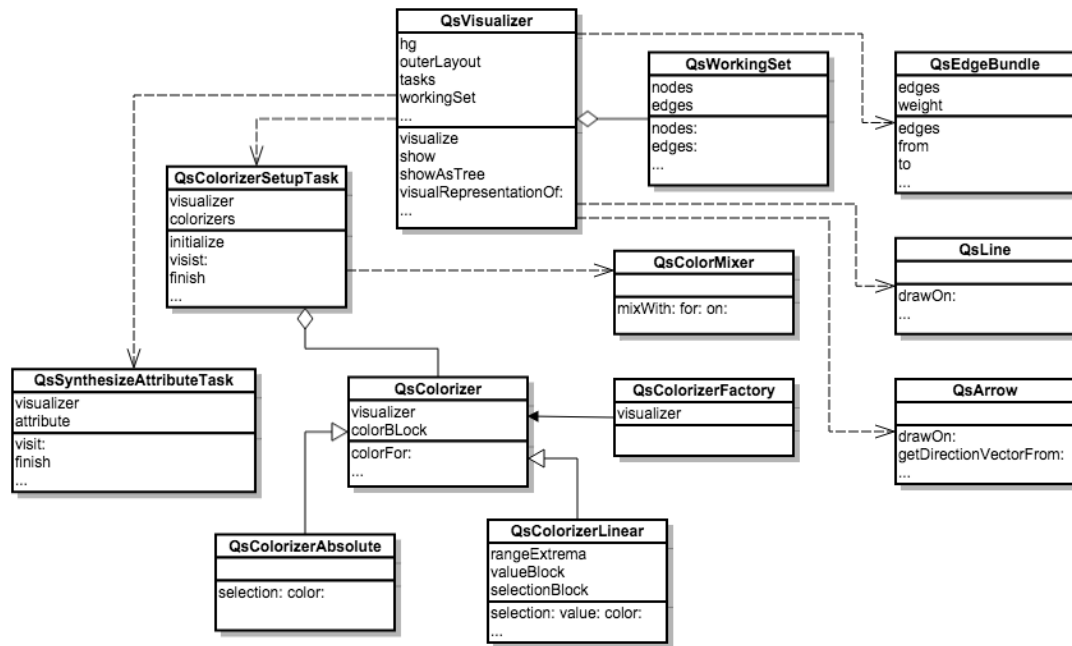 QsVisualizer
hg
outerLayout
tasks
workingSet
...
visualize
show
showAsTree
visualRepresentationOf:
...
QsWorkingSet
nodes
edges
nodes:
edges:
...
QsEdgeBundle
edges
weight
edges
from
to
...
QsColorizerSetupTask
visualizer
colorizers
initialize
visist:
finish
...
QsColorMixer
mixWith: for: on:
QsLine
drawOn:
...
QsSynthesizeAttributeTask
visualizer
attribute
visit:
finish
...
QsColorizer
visualizer
colorBLock
colorFor:
...
QsColorizerFactory
visualizer
QsArrow
drawOn:
getDirectionVectorFrom:
...
QsColorizerAbsolute
selection: color:
QsColorizerLinear
rangeExtrema
valueBlock
selectionBlock
selection: value: color:
...